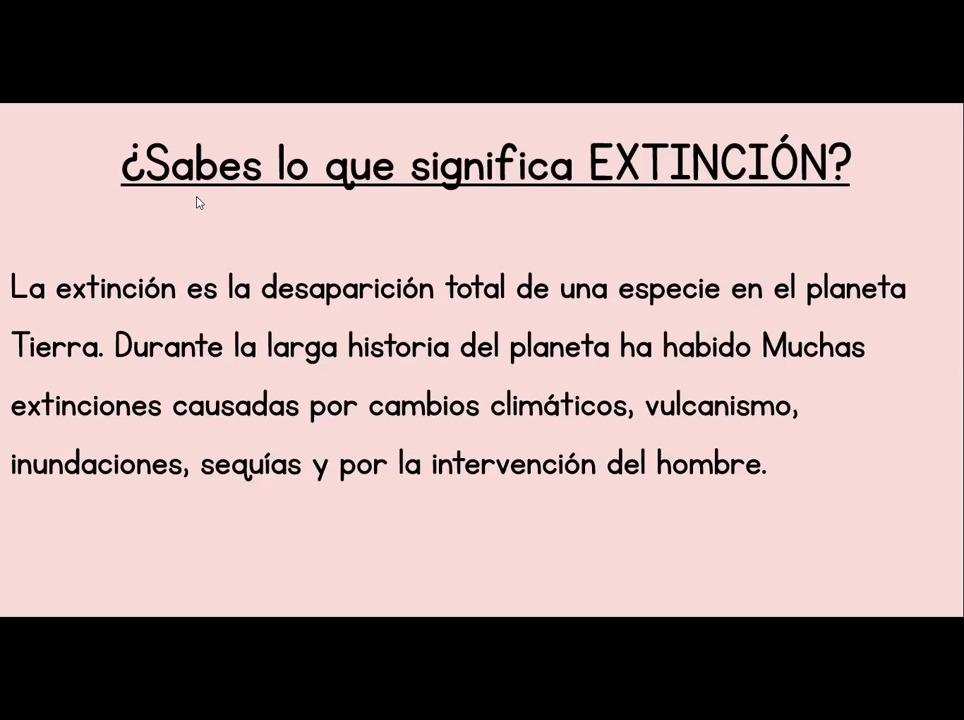 ¿Sabes lo que significa EXTINCIÓN?
La extinción es la desaparición total de una especie en el planeta
Tierra. Durante la larga historia del planeta ha habido Muchas
extinciones causadas por cambios climáticos, vulcanismo,
inundaciones, sequías y por la intervención del hombre.